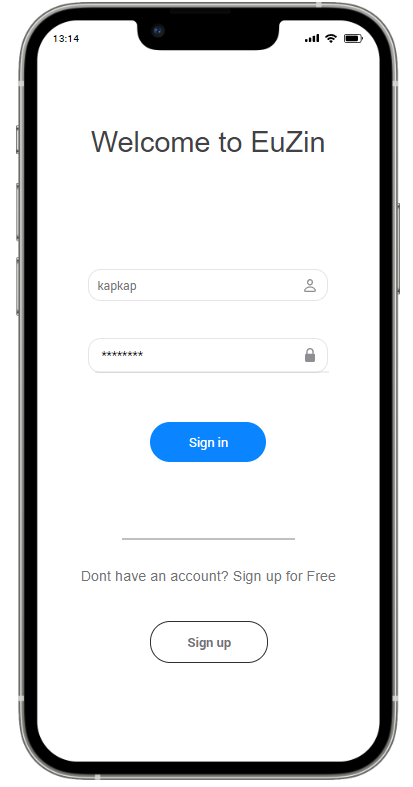 13:14
Welcome to EuZin
kapkap
********
Sign in
Dont have an account? Sign up for Free
Sign up